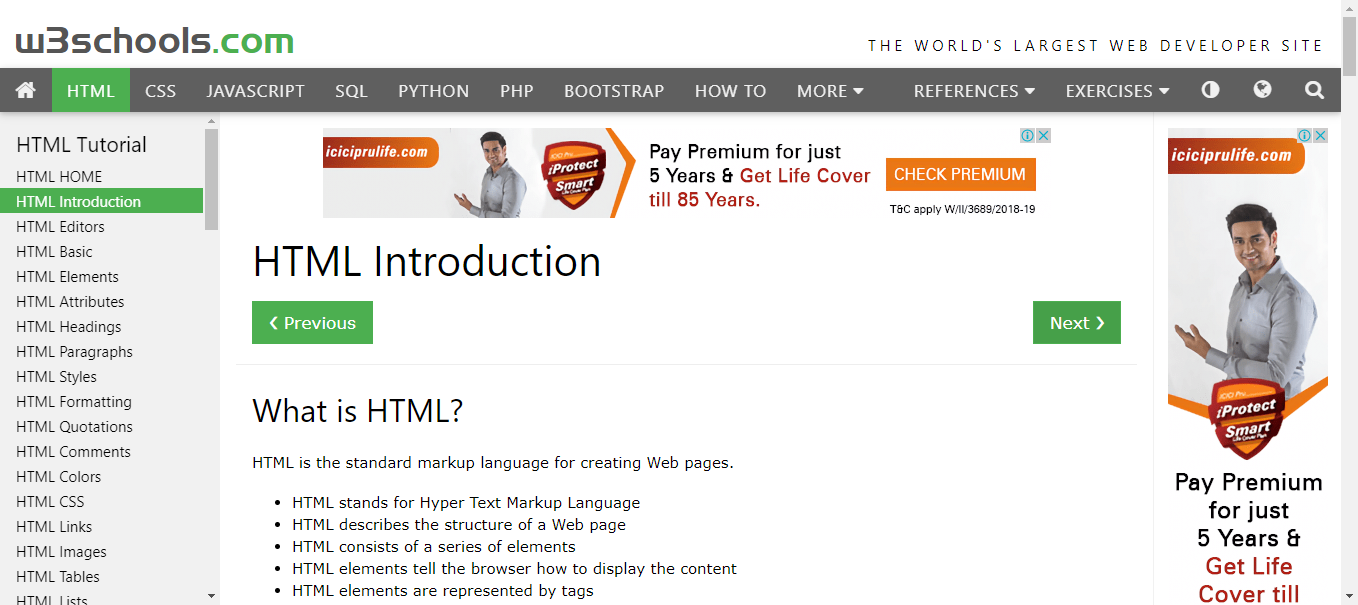 w3schools.com
THE WORLD'S LARGEST WEB DEVELOPER SITE
HTML CSS JAVASCRIPT SQL PYTHON PHP BOOTSTRAP HOW TO MORE REFERENCES EXERCISES
HTML Tutorial
HTML HOME
HTML Introduction
HTML Editors
HTML Basic
HTML Elements
HTML Attributes
HTML Headings
HTML Paragraphs
HTML Styles
HTML Formatting
HTML Quotations
HTML Comments
HTML Colors
HTML CSS
HTML Links
HTML Images
HTML Tables
HTML Lists
iciciprulife.com
iProtect
Smart
Pay Premium for just
5 Years & Get Life Cover
till 85 Years.
CHECK PREMIUM
T&C apply W/II/3689/2018-19
HTML Introduction
❮ Previous
Next ❯
What is HTML?
HTML is the standard markup language for creating Web pages.
• HTML stands for Hyper Text Markup Language
• HTML describes the structure of a Web page
• HTML consists of a series of elements
• HTML elements tell the browser how to display the content
• HTML elements are represented by tags
iciciprulife.com
iProtect
Smart
Pay Premium
for just
5 Years &
Get Life
Cover till